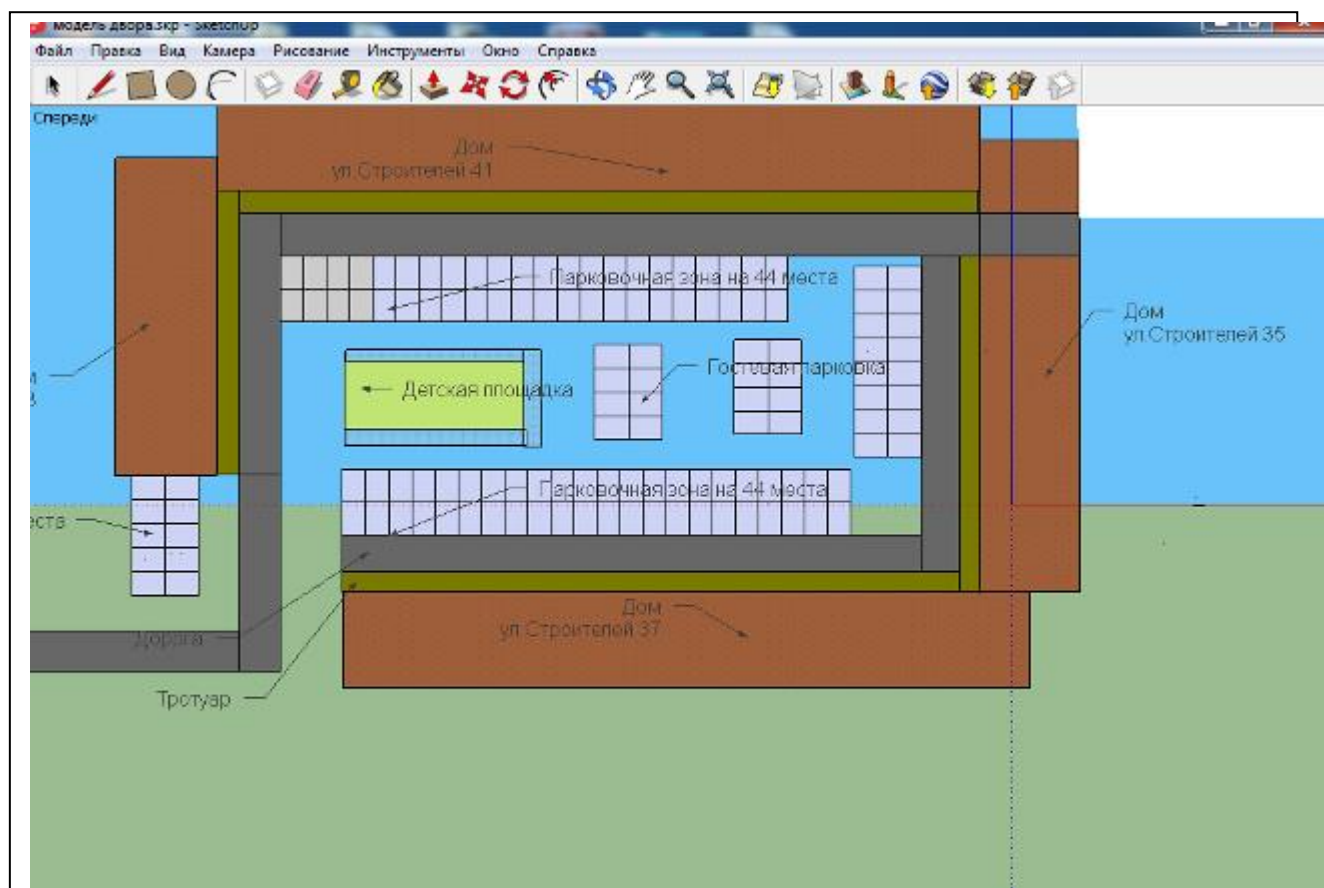 модель двора.skp - SketchUp
Файл Правка Вид Камера Рисование Инструменты Окно Справка
Спереди
Дом
ул.Строителей 41
Парковочная зона на 44 места
Дом
ул.Строителей 35
Гостевая парковка
Детская площадка
Парковочная зона на 44 места
еста
Дом
ул.Строителей 37
Дорога
Тротуар